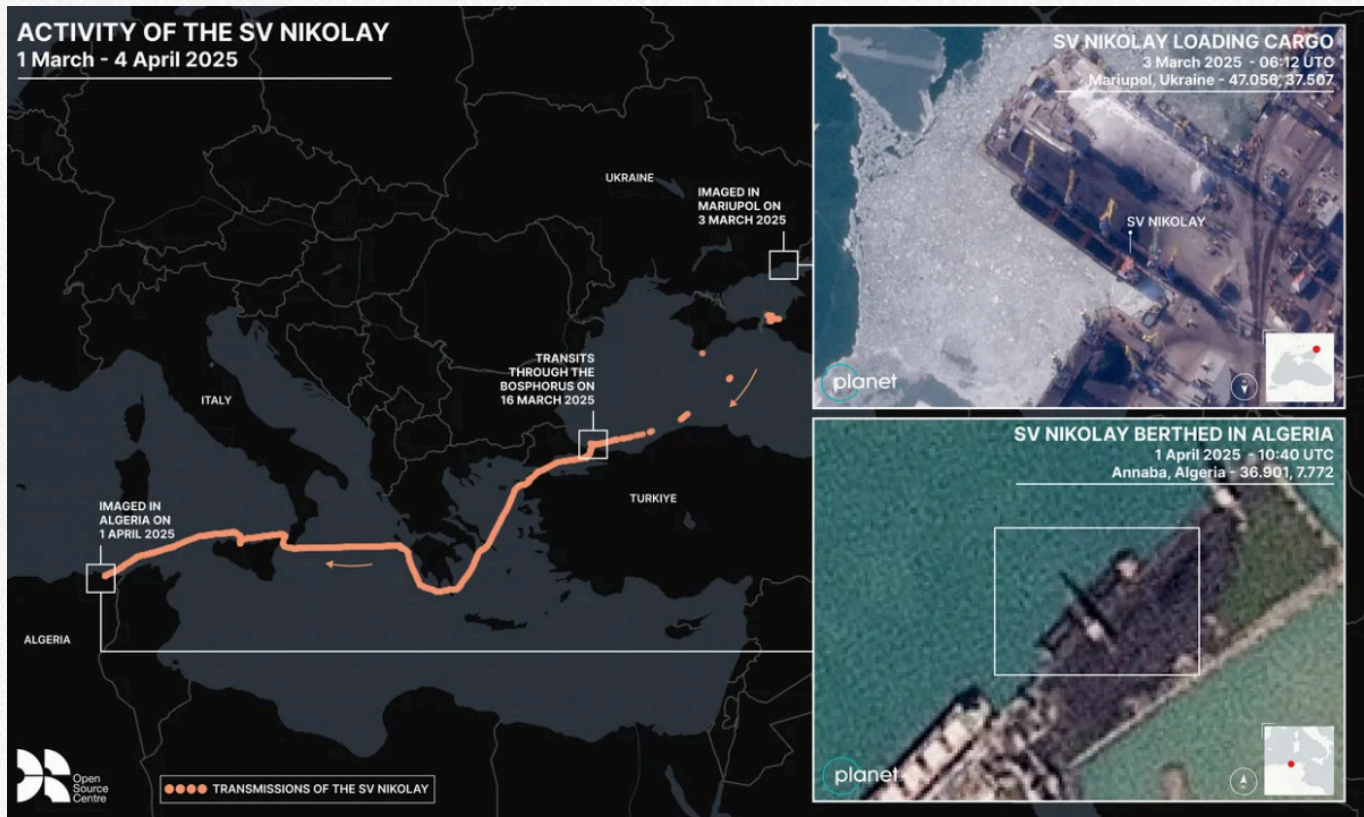 ACTIVITY OF THE SV NIKOLAY
1 March - 4 April 2025
UKRAINE
IMAGED IN
MARIUPOL ON
3 MARCH 2025
TRANSITS
THROUGH THE
BOSPHORUS ON
16 MARCH 2025
ITALY
TURKIYE
IMAGED IN
ALGERIA ON
1 APRIL 2025
ALGERIA
Open
Source
Centre
TRANSMISSIONS OF THE SV NIKOLAY
SV NIKOLAY LOADING CARGO
3 March 2025 - 06:12 UTC
Mariupol, Ukraine - 47.056, 37.507
SV NIKOLAY
planet
SV NIKOLAY BERTHED IN ALGERIA
1 April 2025 - 10:40 UTC
Annaba, Algeria - 36.901, 7.772
planet